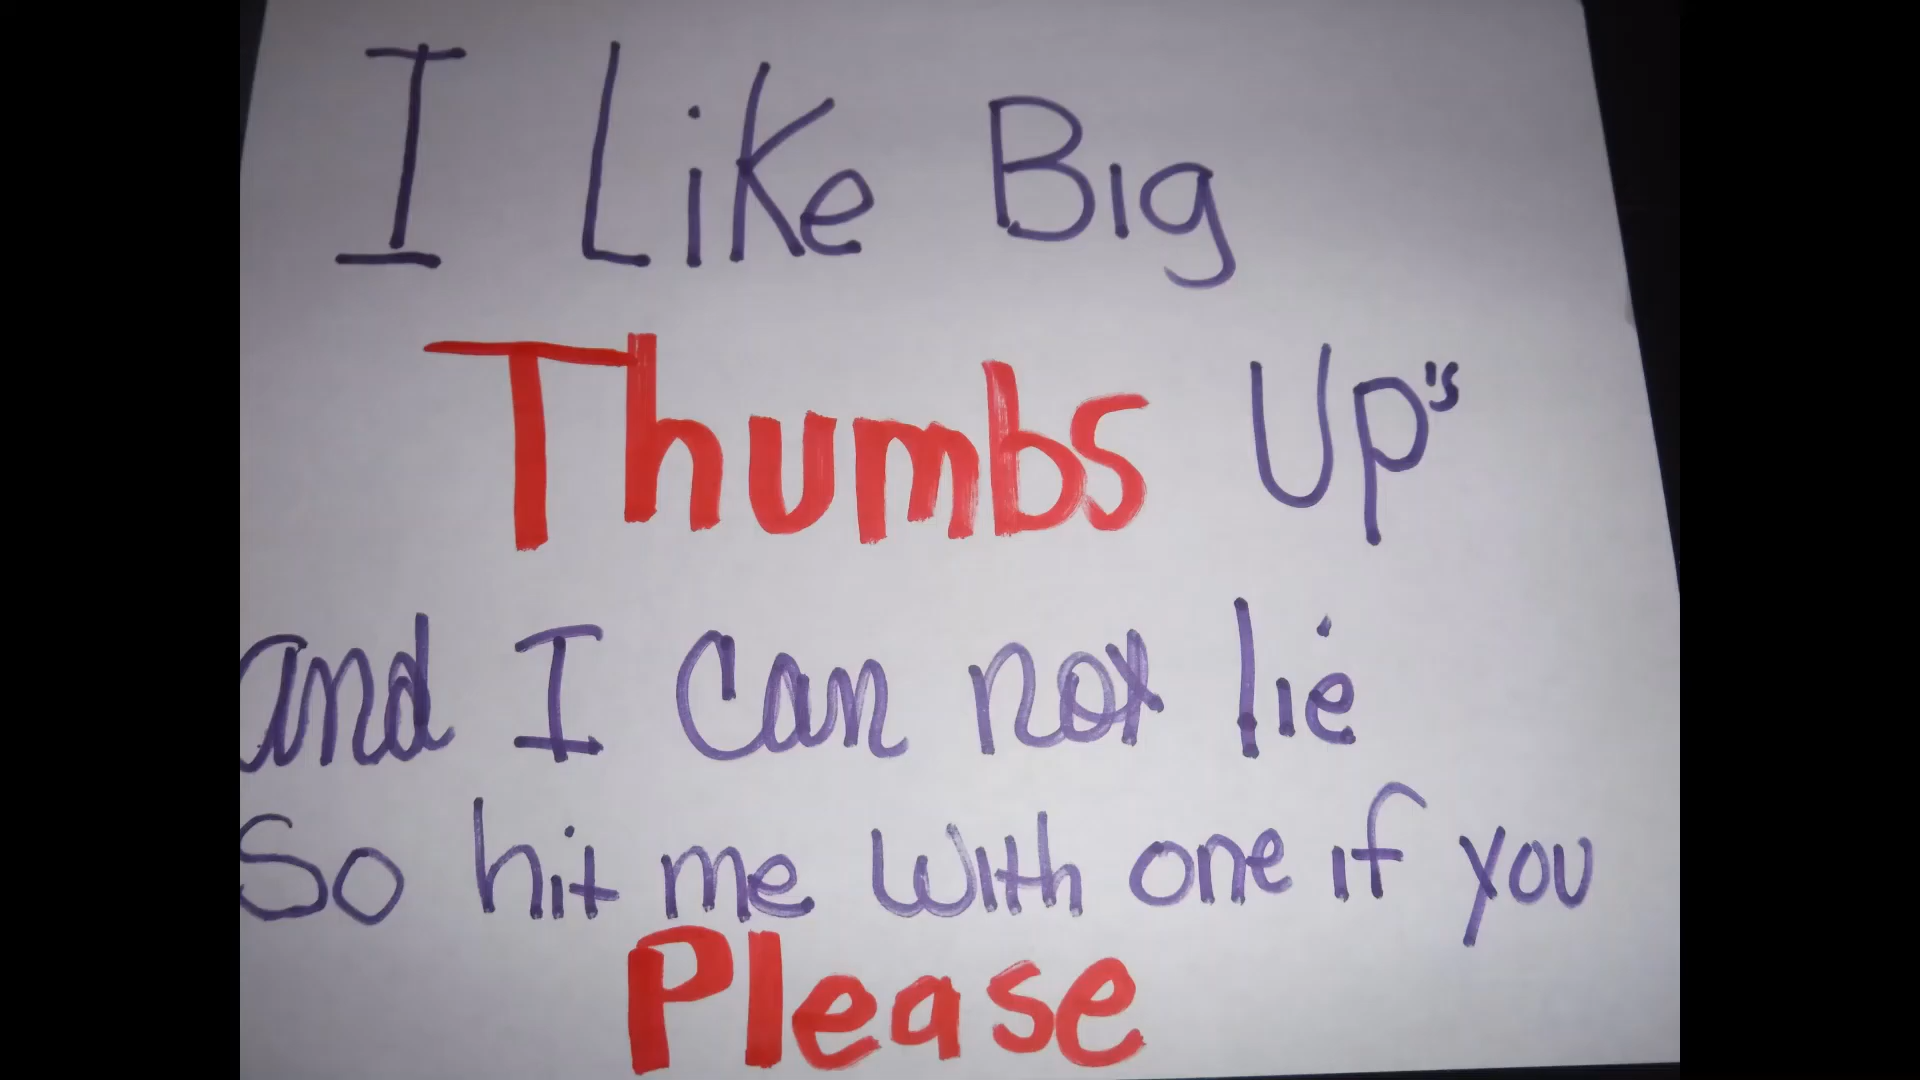 I Like Big
Thumbs Up's
and I can not lie
So hit me with one if you
Please